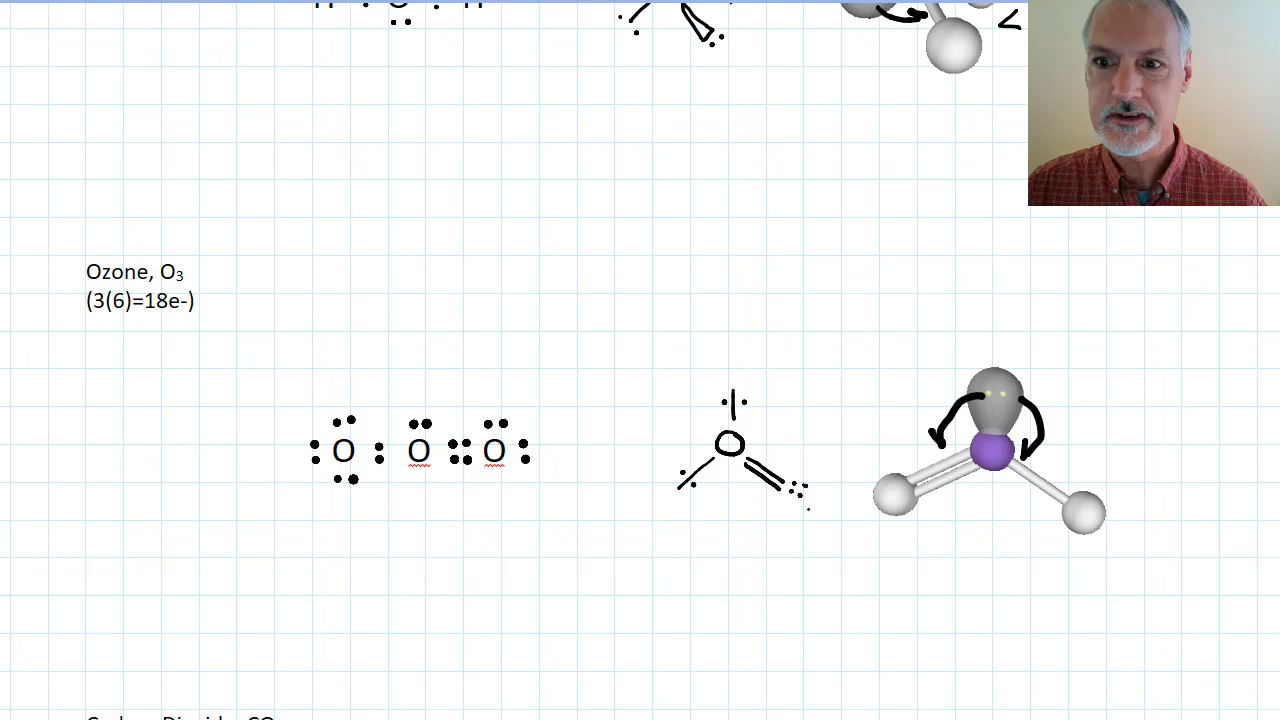 H O H
Ozone, O₃
(3(6)=18e-)
O O O
O